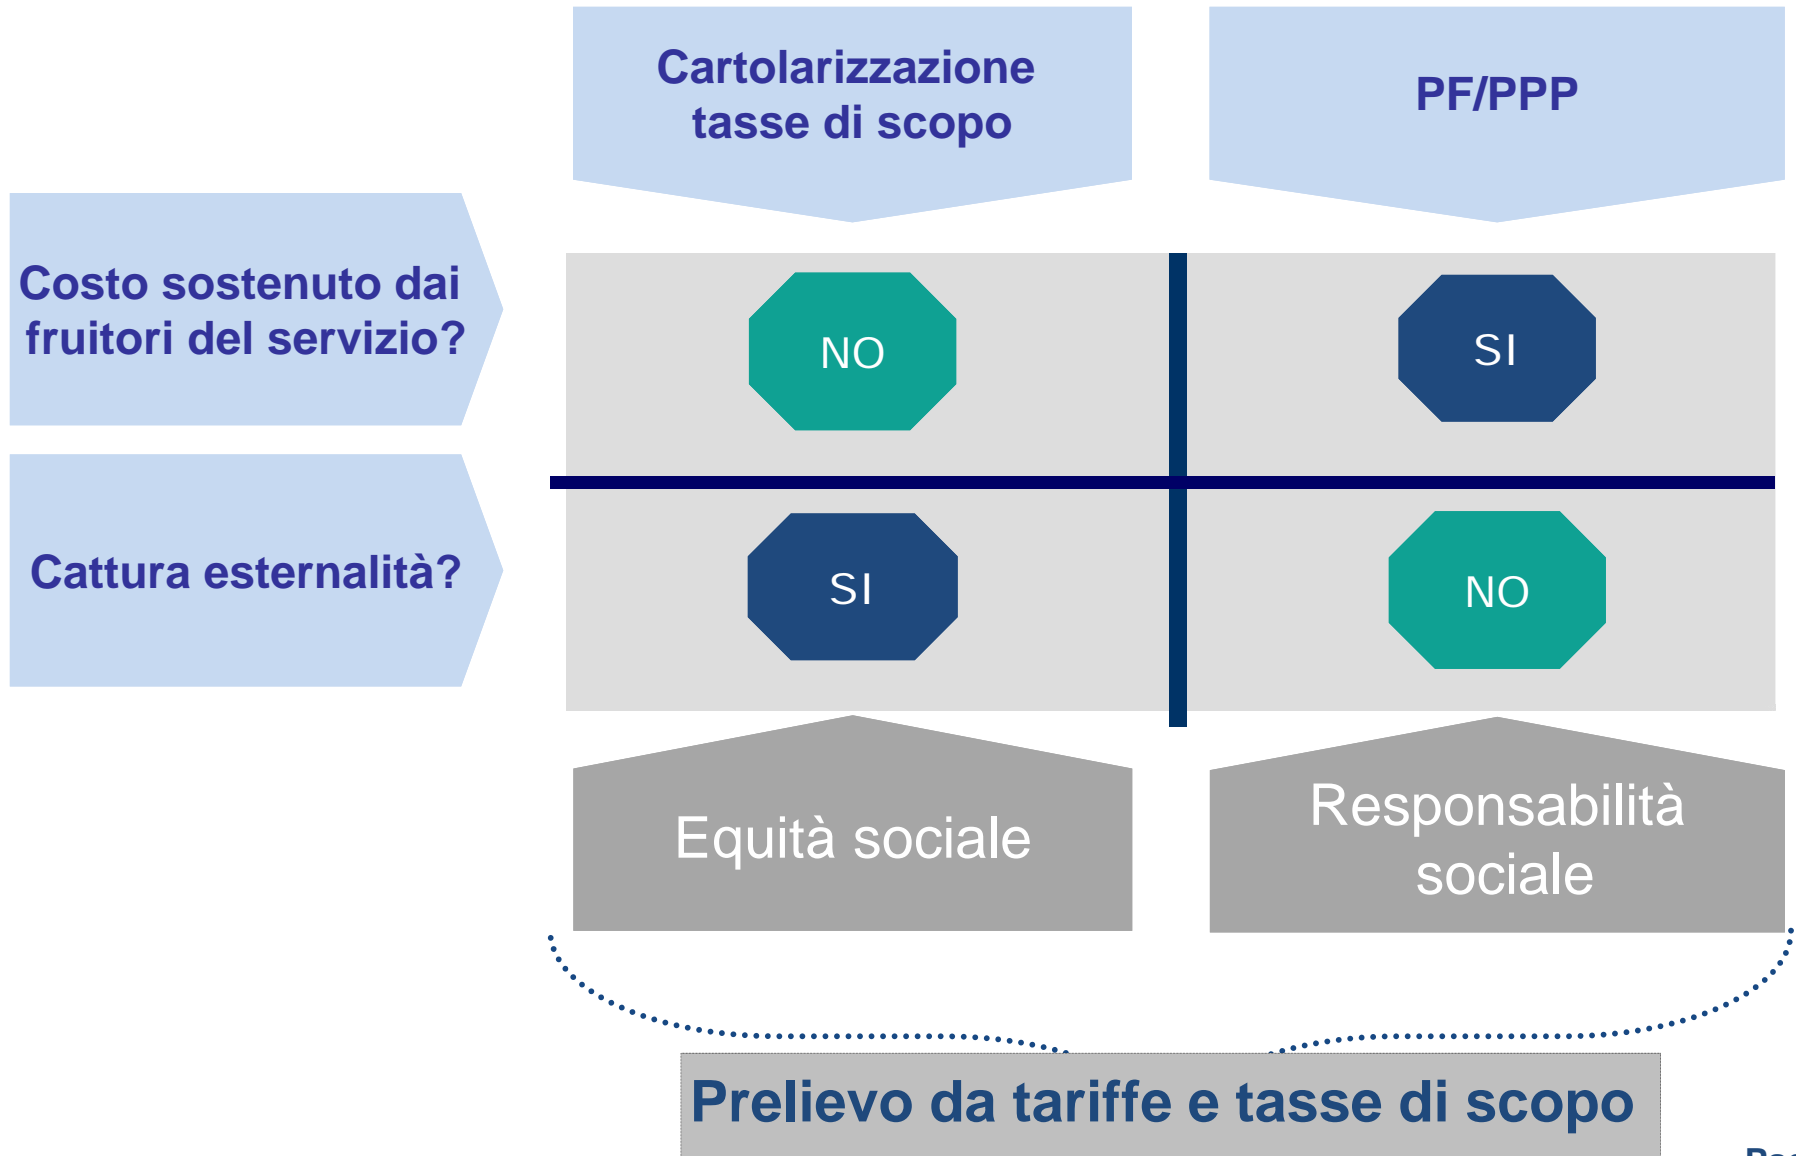 Cartolarizzazione
tasse di scopo
PF/PPP
Costo sostenuto dai
fruitori del servizio?
NO
SI
Cattura esternalità?
SI
NO
Equità sociale
Responsabilità
sociale
Prelievo da tariffe e tasse di scopo